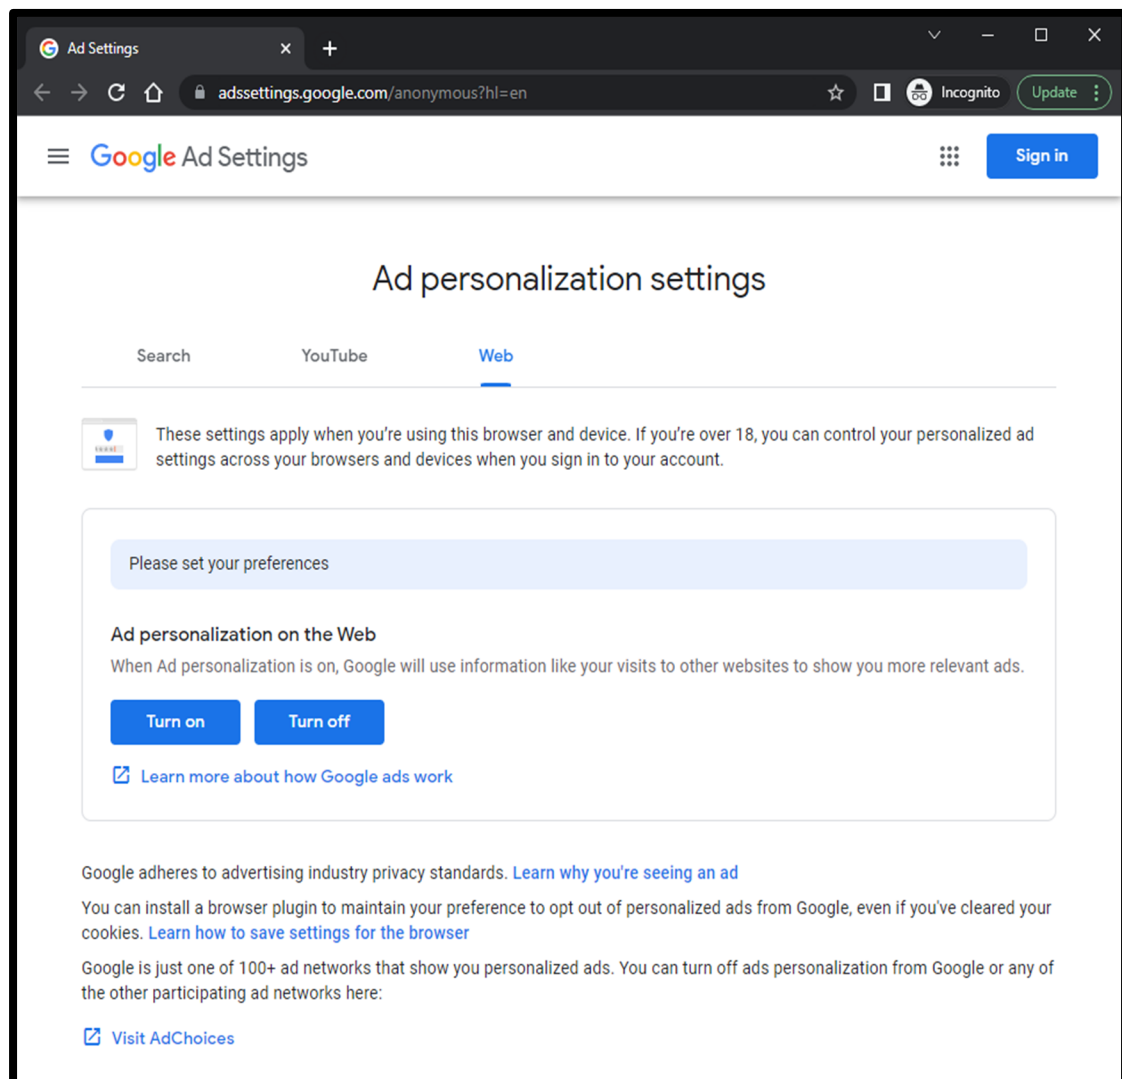 Ad Settings
adssettings.google.com/anonymous?hl=en
Incognito
Update
Google Ad Settings
Sign in
Ad personalization settings
Search
YouTube
Web
These settings apply when you’re using this browser and device. If you’re over 18, you can control your personalized ad
settings across your browsers and devices when you sign in to your account.
Please set your preferences
Ad personalization on the Web
When Ad personalization is on, Google will use information like your visits to other websites to show you more relevant ads.
Turn on
Turn off
Learn more about how Google ads work
Google adheres to advertising industry privacy standards. Learn why you're seeing an ad
You can install a browser plugin to maintain your preference to opt out of personalized ads from Google, even if you've cleared your
cookies. Learn how to save settings for the browser
Google is just one of 100+ ad networks that show you personalized ads. You can turn off ads personalization from Google or any of
the other participating ad networks here:
Visit AdChoices